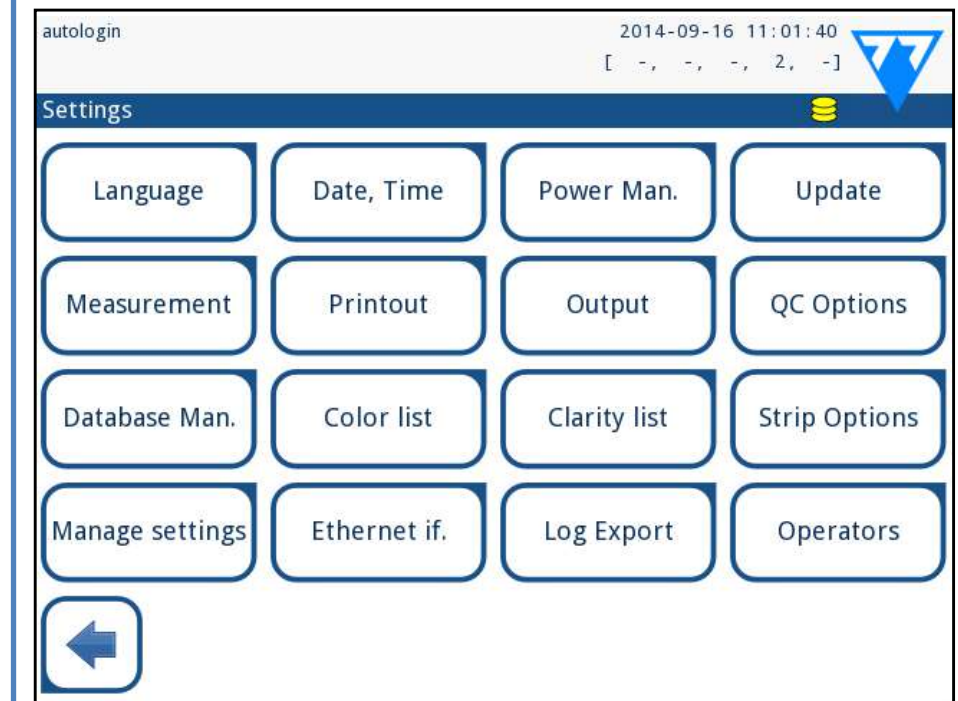 autologin 2014-09-16 11:01:40
[ -, -, -, 2, -]
Settings
Language Date, Time Power Man. Update
Measurement Printout Output QC Options
Database Man. Color list Clarity list Strip Options
Manage settings Ethernet if. Log Export Operators